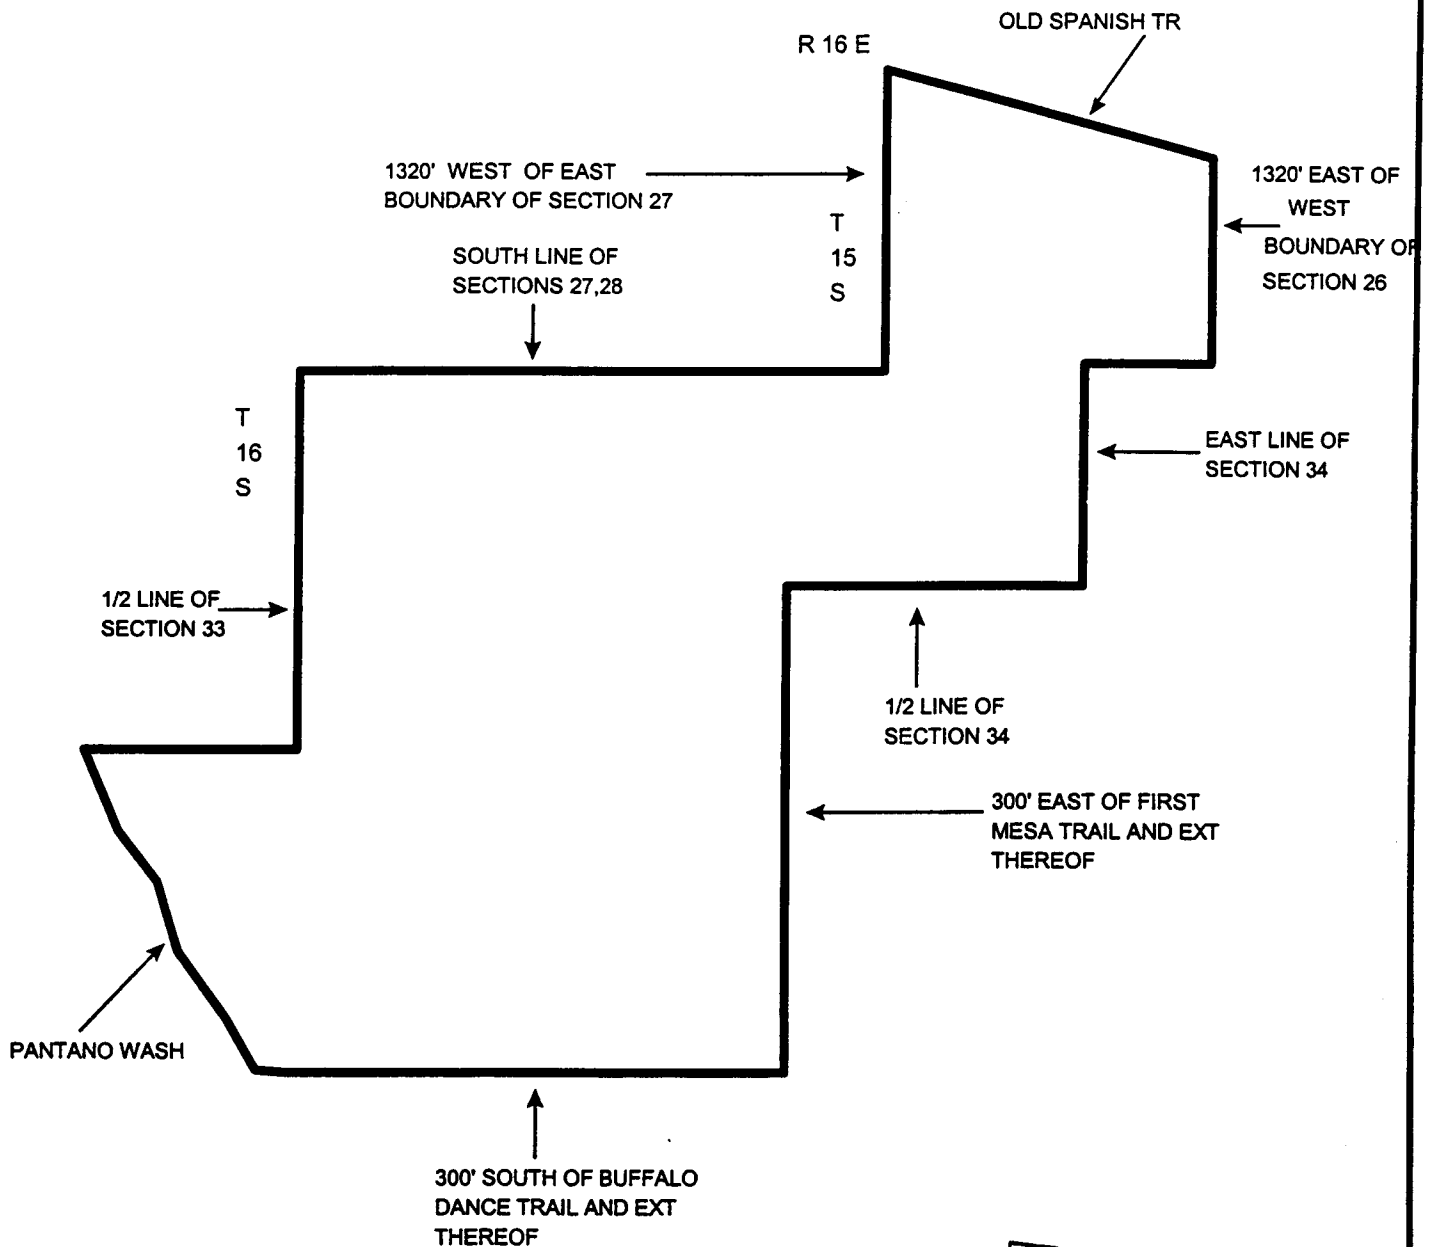 OLD SPANISH TR
R 16 E
1320' WEST OF EAST
BOUNDARY OF SECTION 27
1320' EAST OF
WEST
BOUNDARY OF
SECTION 26
T
15
S
SOUTH LINE OF
SECTIONS 27,28
T
16
S
EAST LINE OF
SECTION 34
1/2 LINE OF
SECTION 33
1/2 LINE OF
SECTION 34
300' EAST OF FIRST
MESA TRAIL AND EXT
THEREOF
PANTANO WASH
300' SOUTH OF BUFFALO
DANCE TRAIL AND EXT
THEREOF